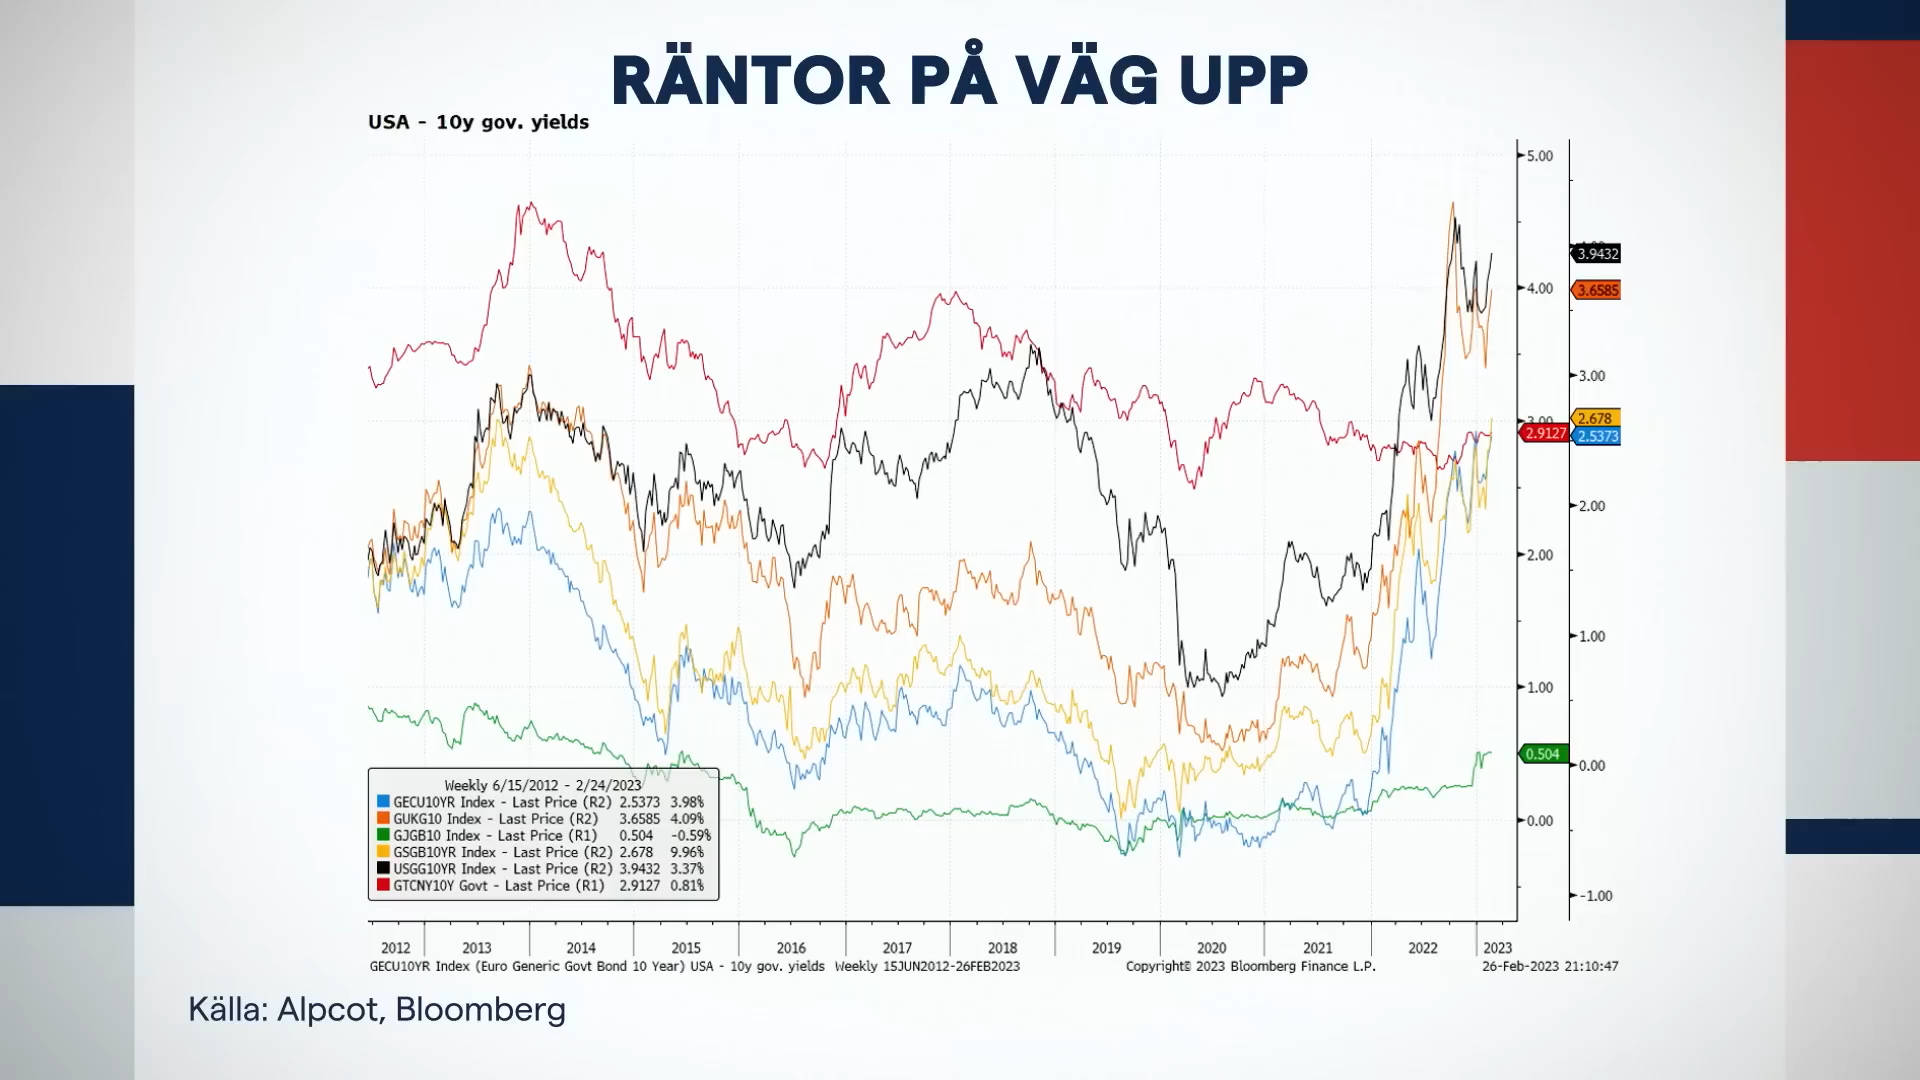 RÄNTOR PÅ VÄG UPP
USA - 10y gov. yields
5.00
4.00
3.00
2.00
1.00
0.00
3.00
2.00
1.00
0.00
-1.00
3.9432
3.6585
2.678
2.5373
2.9127
0.504
Weekly 6/15/2012 - 2/24/2023
GECU10YR Index - Last Price (R2) 2.5373 3.98%
GUKG10 Index - Last Price (R2) 3.6585 4.09%
GJGB10 Index - Last Price (R1) 0.504 -0.59%
GSGB10YR Index - Last Price (R2) 2.678 9.96%
USGG10YR Index - Last Price (R2) 3.9432 3.37%
GTCNY10Y Govt - Last Price (R1) 2.9127 0.81%
2012 2013 2014 2015 2016 2017 2018 2019 2020 2021 2022 2023
GECU10YR Index (Euro Generic Govt Bond 10 Year) USA - 10y gov. yields Weekly 15JUN2012-26FEB2023 Copyright© 2023 Bloomberg Finance L.P. 26-Feb-2023 21:10:47
Källa: Alpcot, Bloomberg